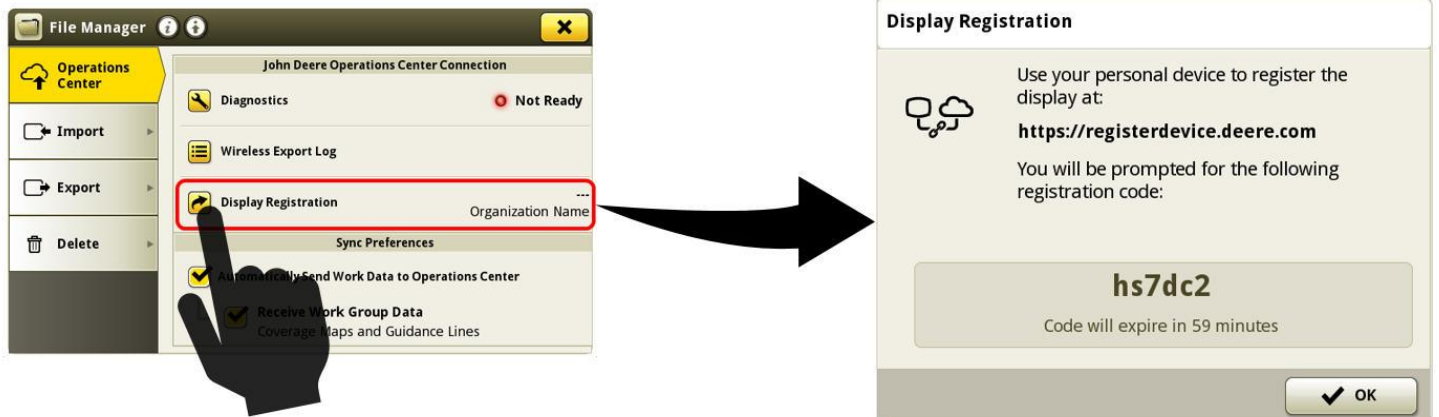 File Manager
Operations
Center
Import
Export
Delete
John Deere Operations Center Connection
Diagnostics
Not Ready
Wireless Export Log
Display Registration
---
Organization Name
Sync Preferences
Automatically Send Work Data to Operations Center
Receive Work Group Data
Coverage Maps and Guidance Lines
Display Registration
Use your personal device to register the
display at:
https://registerdevice.deere.com
You will be prompted for the following
registration code:
hs7dc2
Code will expire in 59 minutes
OK